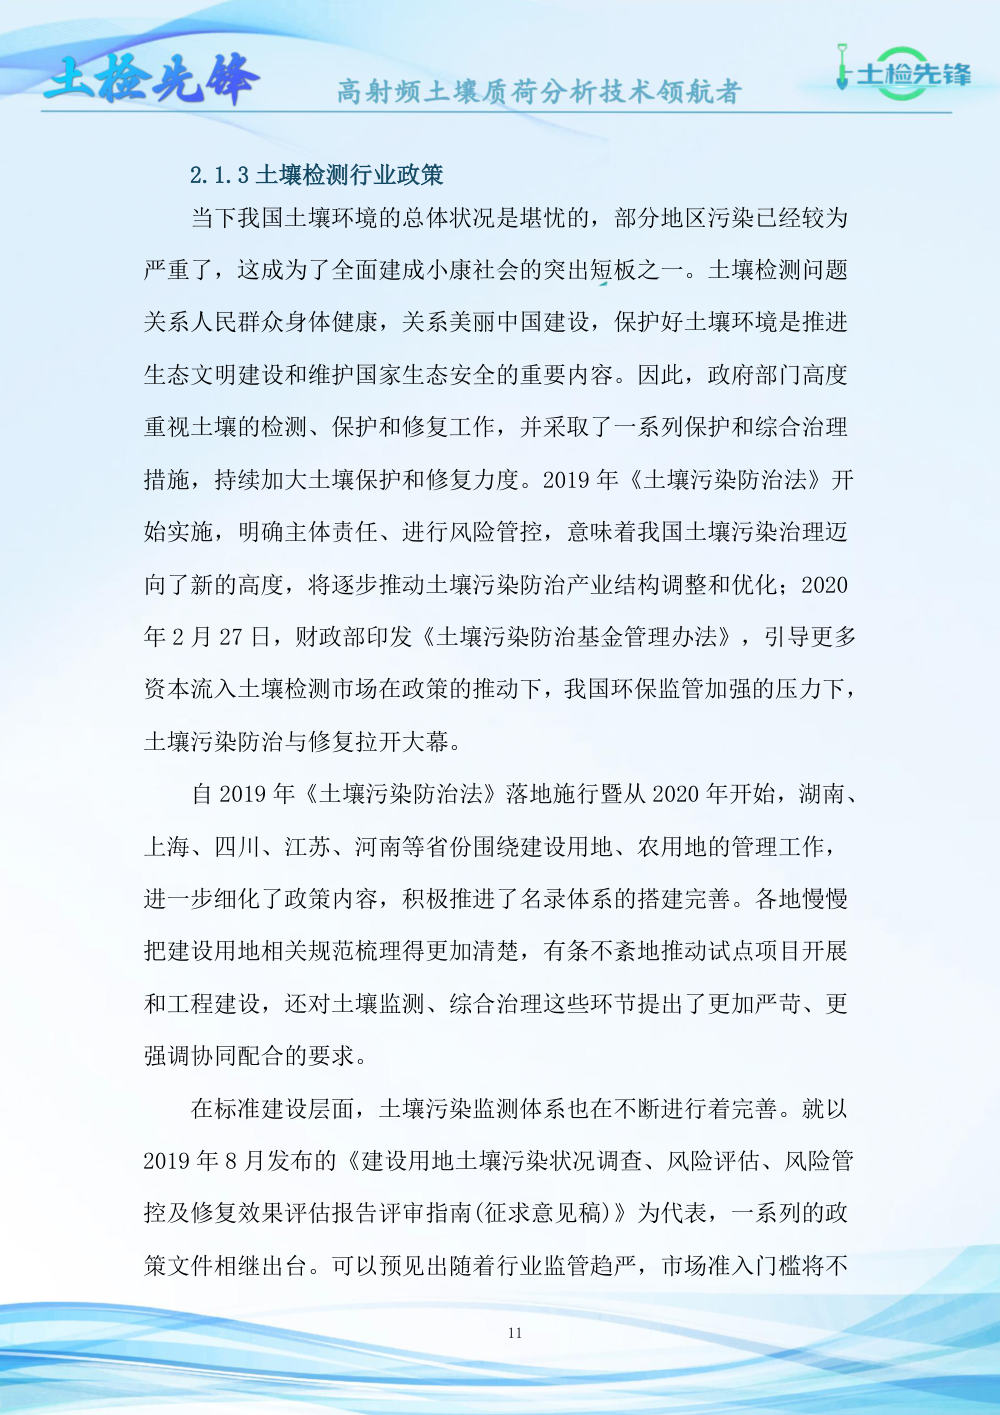 土检先锋
高射频土壤质荷分析技术领航者
土检先锋
2.1.3 土壤检测行业政策
当下我国土壤环境的总体状况是堪忧的，部分地区污染已经较为
严重了，这成为了全面建成小康社会的突出短板之一。土壤检测问题
关系人民群众身体健康，关系美丽中国建设，保护好土壤环境是推进
生态文明建设和维护国家生态安全的重要内容。因此，政府部门高度
重视土壤的检测、保护和修复工作，并采取了一系列保护和综合治理
措施，持续加大土壤保护和修复力度。2019 年《土壤污染防治法》开
始实施，明确主体责任、进行风险管控，意味着我国土壤污染治理迈
向了新的高度，将逐步推动土壤污染防治产业结构调整和优化；2020
年 2 月 27 日，财政部印发《土壤污染防治基金管理办法》，引导更多
资本流入土壤检测市场在政策的推动下，我国环保监管加强的压力下，
土壤污染防治与修复拉开大幕。
自 2019 年《土壤污染防治法》落地施行暨从 2020 年开始，湖南、
上海、四川、江苏、河南等省份围绕建设用地、农用地的管理工作，
进一步细化了政策内容，积极推进了名录体系的搭建完善。各地慢慢
把建设用地相关规范梳理得更加清楚，有条不紊地推动试点项目开展
和工程建设，还对土壤监测、综合治理这些环节提出了更加严苛、更
强调协同配合的要求。
在标准建设层面，土壤污染监测体系也在不断进行着完善。就以
2019 年 8 月发布的《建设用地土壤污染状况调查、风险评估、风险管
控及修复效果评估报告评审指南(征求意见稿)》为代表，一系列的政
策文件相继出台。可以预见出随着行业监管趋严，市场准入门槛将不
11